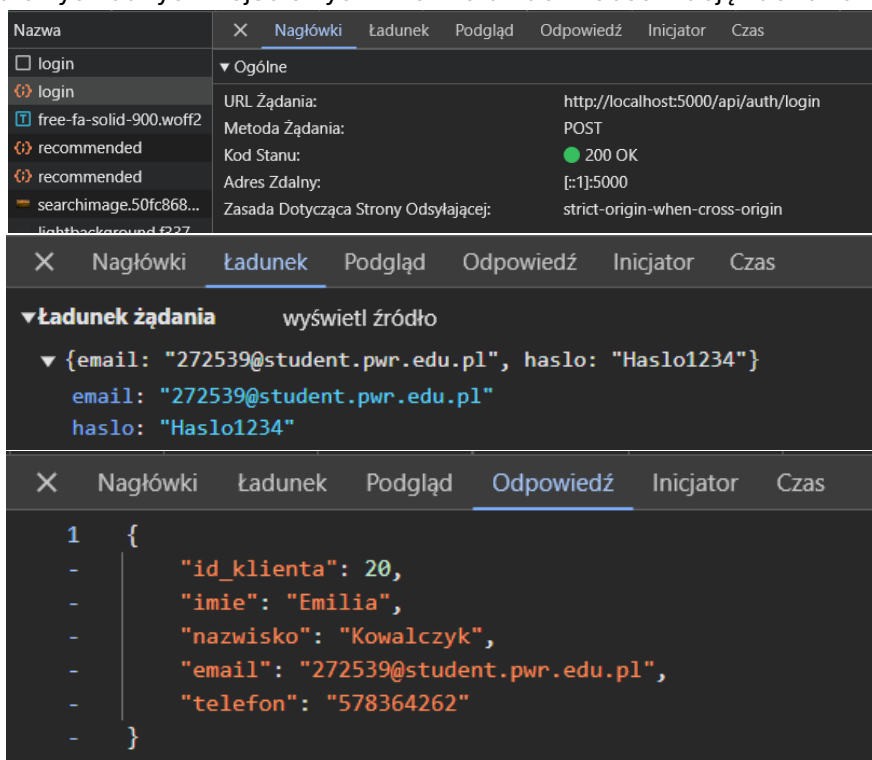 Nazwa
Nagłówki Ładunek Podgląd Odpowiedź Inicjator Czas
login
login
free-fa-solid-900.woff2
recommended
recommended
searchimage.50fc868...
▼ Ogólne
URL Żądania: http://localhost:5000/api/auth/login
Metoda Żądania: POST
Kod Stanu: 200 OK
Adres Zdalny: [::1]:5000
Zasada Dotycząca Strony Odsyłającej: strict-origin-when-cross-origin
Nagłówki Ładunek Podgląd Odpowiedź Inicjator Czas
▼Ładunek żądania wyświetl źródło
▼ {email: "272539@student.pwr.edu.pl", haslo: "Haslo1234"}
email: "272539@student.pwr.edu.pl"
haslo: "Haslo1234"
Nagłówki Ładunek Podgląd Odpowiedź Inicjator Czas
1 {
- "id_klienta": 20,
- "imie": "Emilia",
- "nazwisko": "Kowalczyk",
- "email": "272539@student.pwr.edu.pl",
- "telefon": "578364262"
- }